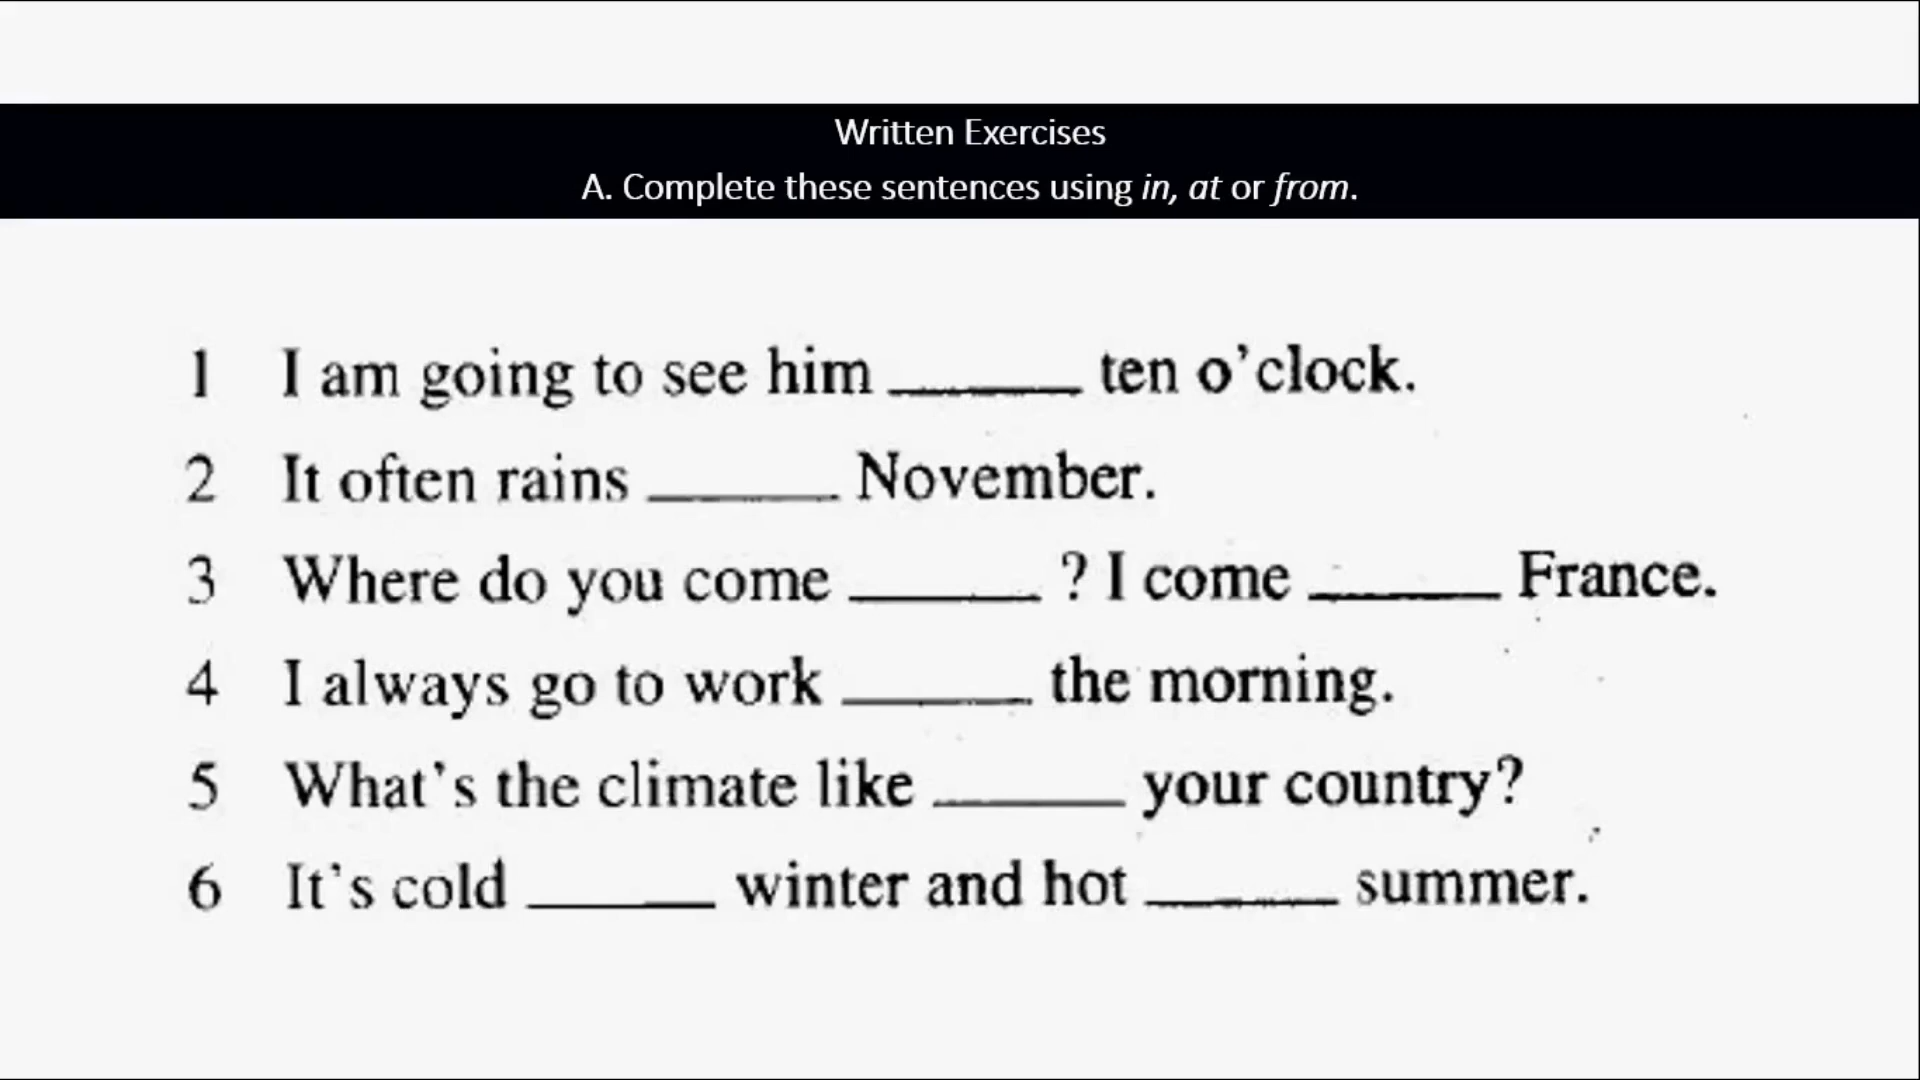 Written Exercises
A. Complete these sentences using in, at or from.
1 I am going to see him ______ ten o'clock.
2 It often rains ______ November.
3 Where do you come ______ ? I come ______ France.
4 I always go to work ______ the morning.
5 What's the climate like ______ your country?
6 It's cold ______ winter and hot ______ summer.